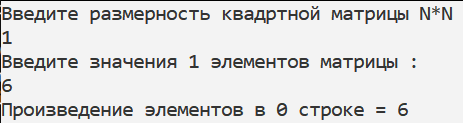 Введите размерность квадртной матрицы N*N
1
Введите значения 1 элементов матрицы :
6
Произведение элементов в 0 строке = 6